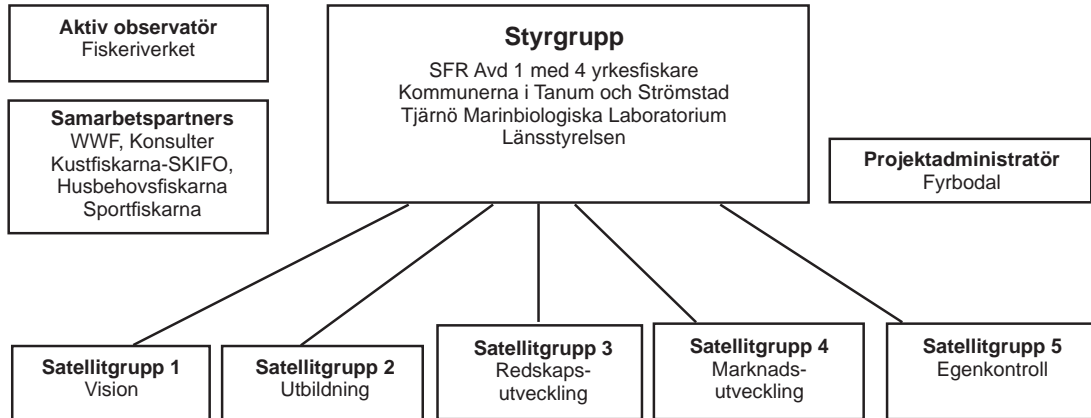 Aktiv observatör
Fiskeriverket
Styrgrupp
SFR Avd 1 med 4 yrkesfiskare
Kommunerna i Tanum och Strömstad
Tjärnö Marinbiologiska Laboratorium
Länsstyrelsen
Samarbetspartners
WWF, Konsulter
Kustfiskarna-SKIFO,
Husbehovsfiskarna
Sportfiskarna
Projektadministratör
Fyrbodal
Satellitgrupp 1
Vision
Satellitgrupp 2
Utbildning
Satellitgrupp 3
Redskaps-
utveckling
Satellitgrupp 4
Marknads-
utveckling
Satellitgrupp 5
Egenkontroll